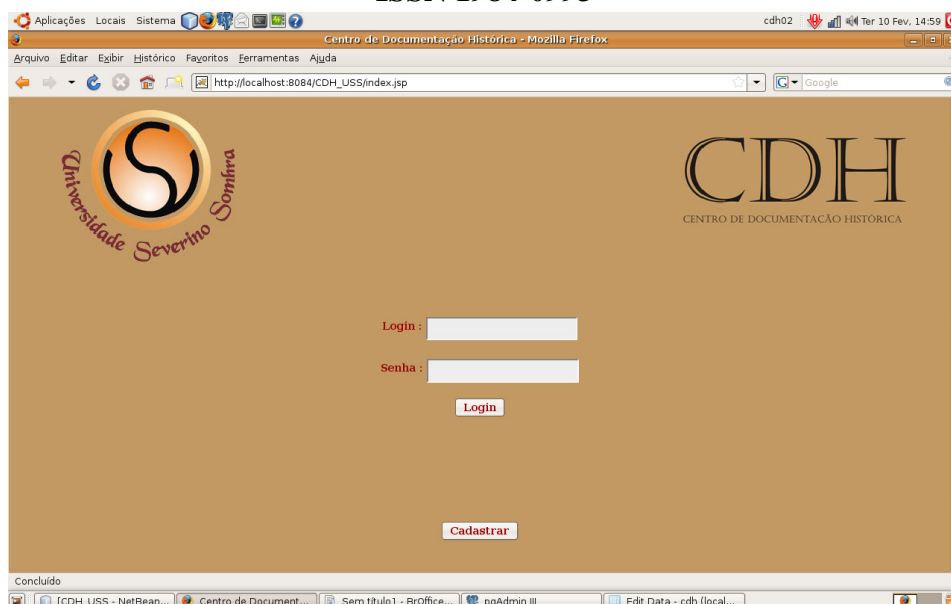 Aplicações Locais Sistema cdh02 Ter 10 Fev, 14:59
Centro de Documentação Histórica - Mozilla Firefox
Arquivo Editar Exibir Histórico Favoritos Ferramentas Ajuda
http://localhost:8084/CDH_USS/index.jsp Google
Universidade Severino Sombra
CDH
CENTRO DE DOCUMENTAÇÃO HISTÓRICA
Login :
Senha :
Login
Cadastrar
Concluído
[CDH_USS - NetBean... Centro de Document... Sem título1 - BrOffice... pgAdmin III Edit Data - cdh (local...